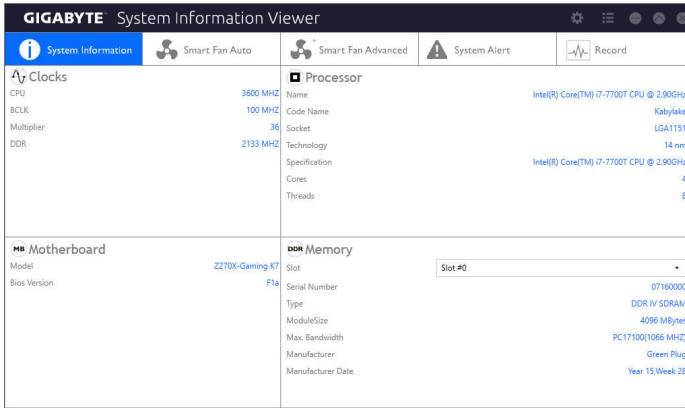 GIGABYTE™ System Information Viewer
System Information
Smart Fan Auto
Smart Fan Advanced
System Alert
Record
Clocks
CPU 3600 MHZ
BCLK 100 MHZ
Multiplier 36
DDR 2133 MHZ
Processor
Name Intel(R) Core(TM) i7-7700T CPU @ 2.90GHz
Code Name Kabylake
Socket LGA1151
Technology 14 nm
Specification Intel(R) Core(TM) i7-7700T CPU @ 2.90GHz
Cores 4
Threads 8
MB Motherboard
Model Z270X-Gaming K7
Bios Version F1a
DDR Memory
Slot Slot #0
Serial Number 07160000
Type DDR IV SDRAM
ModuleSize 4096 MBytes
Max. Bandwidth PC17100(1066 MHZ)
Manufacturer Green Plug
Manufacturer Date Year 15,Week 28